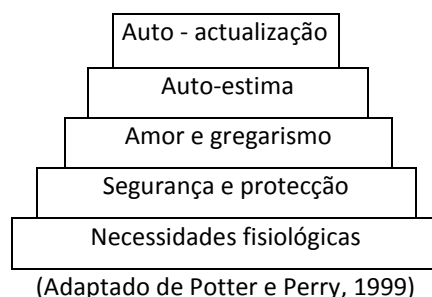 Auto - actualização
Auto-estima
Amor e gregarismo
Segurança e protecção
Necessidades fisiológicas
(Adaptado de Potter e Perry, 1999)